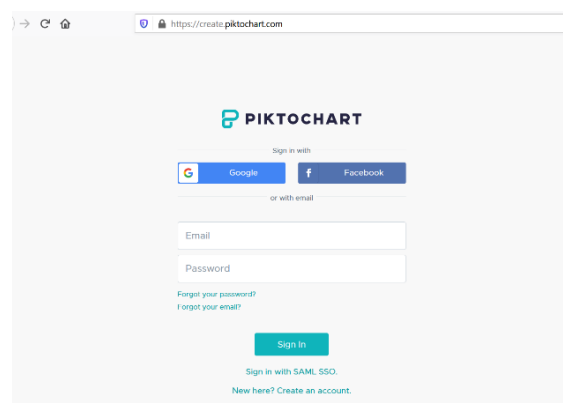 https://create.piktochart.com
PIKTOCHART
Sign in with
Google
Facebook
or with email
Email
Password
Forgot your password?
Forgot your email?
Sign In
Sign in with SAML SSO.
New here? Create an account.